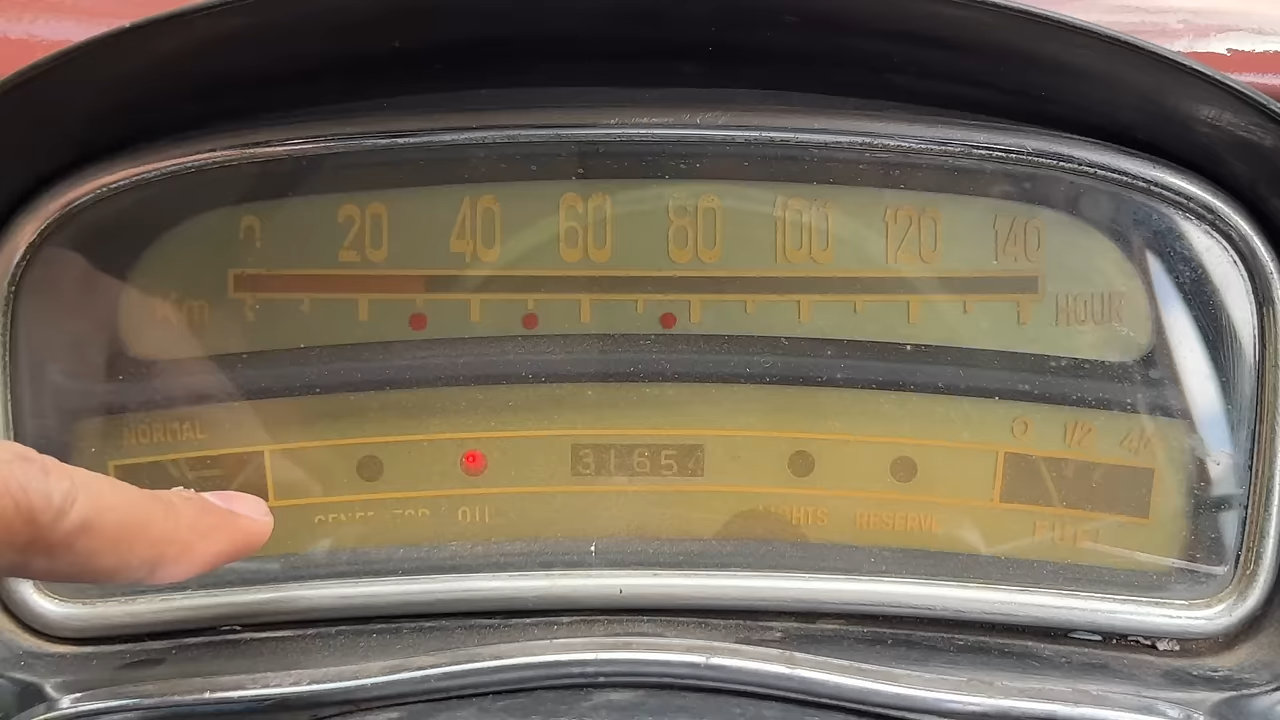 0 20 40 60 80 100 120 140
Km HOUR
NORMAL 0 1/2 4/4
31654
GENERATOR OIL LIGHTS RESERVE FUEL